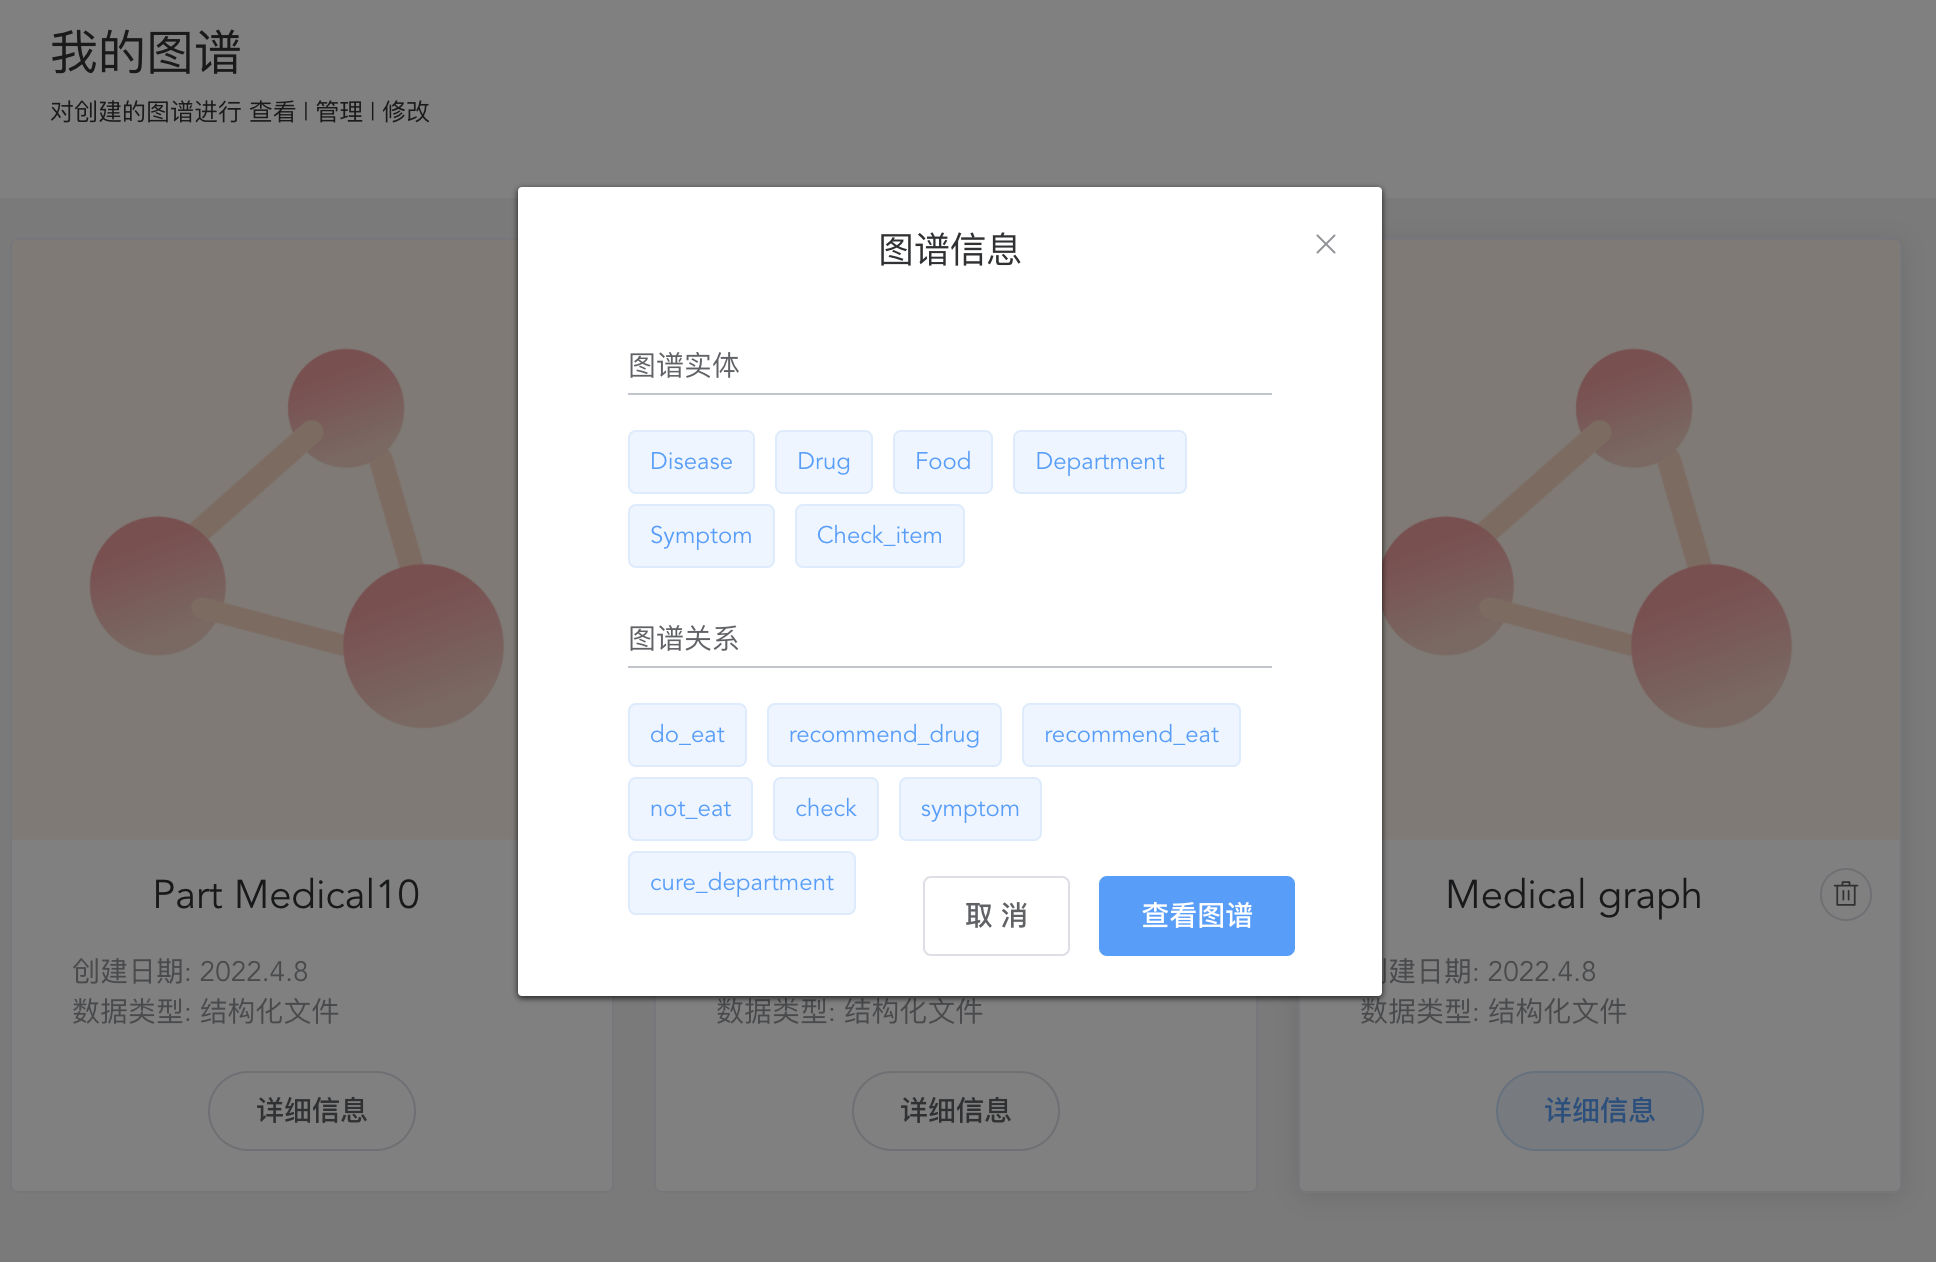 我的图谱
对创建的图谱进行 查看 | 管理 | 修改
图谱信息
图谱实体
Disease Drug Food Department
Symptom Check_item
图谱关系
do_eat recommend_drug recommend_eat
not_eat check symptom
cure_department
取 消 查看图谱
Part Medical10
创建日期: 2022.4.8
数据类型: 结构化文件
详细信息
数据类型: 结构化文件
详细信息
Medical graph
建日期: 2022.4.8
数据类型: 结构化文件
详细信息